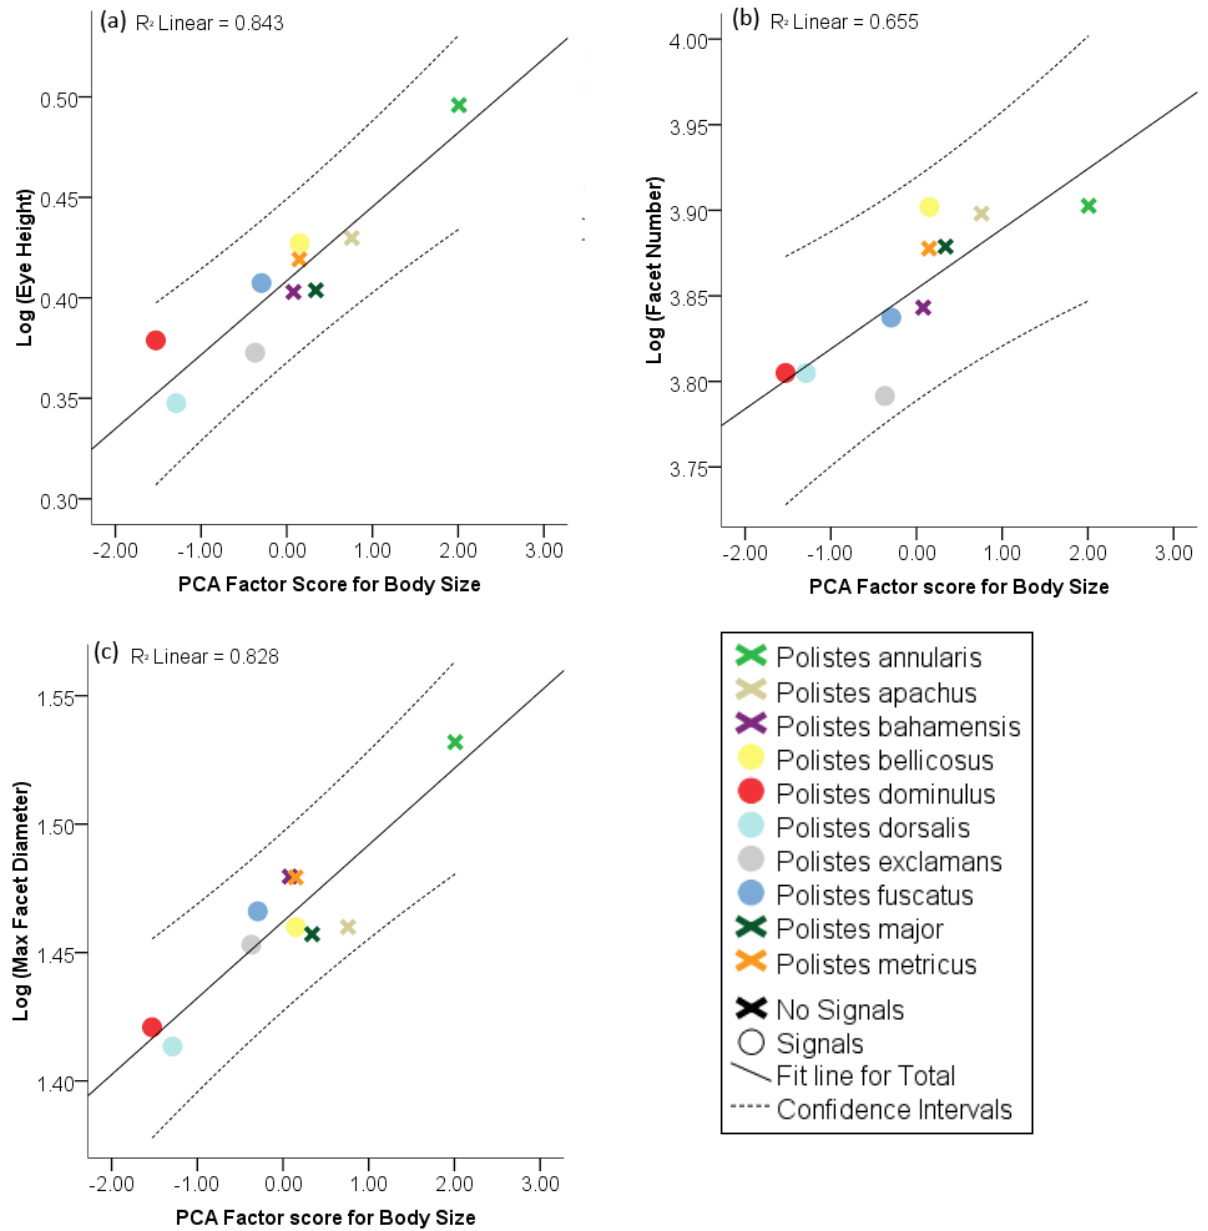 (a) R² Linear = 0.843
0.50
0.45
0.40
0.35
0.30
Log (Eye Height)
-2.00 -1.00 0.00 1.00 2.00 3.00
PCA Factor Score for Body Size
(b) R² Linear = 0.655
4.00
3.95
3.90
3.85
3.80
3.75
Log (Facet Number)
-2.00 -1.00 0.00 1.00 2.00 3.00
PCA Factor score for Body Size
(c) R² Linear = 0.828
1.55
1.50
1.45
1.40
Log (Max Facet Diameter)
-2.00 -1.00 0.00 1.00 2.00 3.00
PCA Factor score for Body Size
Polistes annularis
Polistes apachus
Polistes bahamensis
Polistes bellicosus
Polistes dominulus
Polistes dorsalis
Polistes exclamans
Polistes fuscatus
Polistes major
Polistes metricus
No Signals
Signals
Fit line for Total
Confidence Intervals